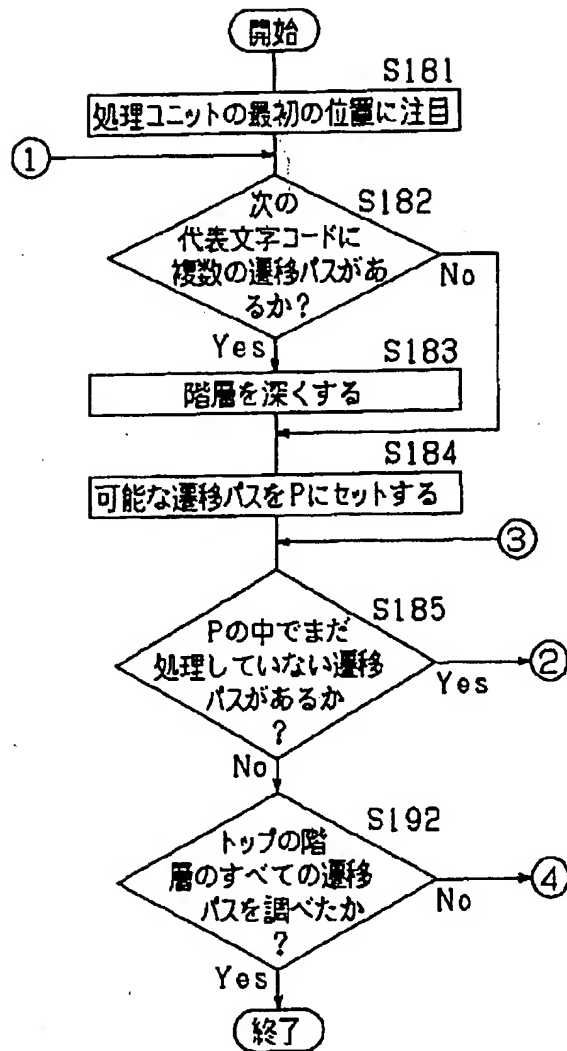 開始
S181
処理ユニットの最初の位置に注目
①
S182
次の
代表文字コードに
複数の遷移パスがあ
るか?
No
Yes
S183
階層を深くする
S184
可能な遷移パスをPにセットする
③
S185
Pの中でまだ
処理していない遷移
パスがあるか
?
②
Yes
No
S192
トップの階
層のすべての遷移
パスを調べたか
?
④
No
Yes
終了